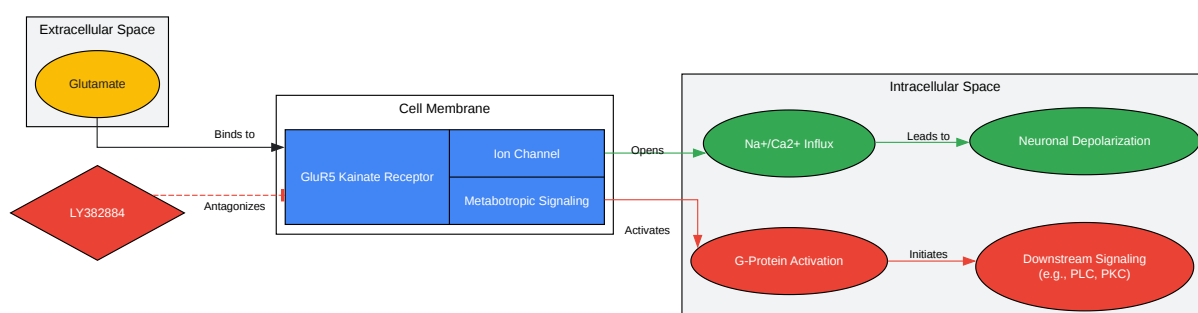 Extracellular Space
Glutamate
Binds to
LY382884
Antagonizes
Cell Membrane
GluR5 Kainate Receptor
Ion Channel
Metabotropic Signaling
Opens
Activates
Intracellular Space
Na+/Ca2+ Influx
Leads to
Neuronal Depolarization
G-Protein Activation
Initiates
Downstream Signaling
(e.g., PLC, PKC)